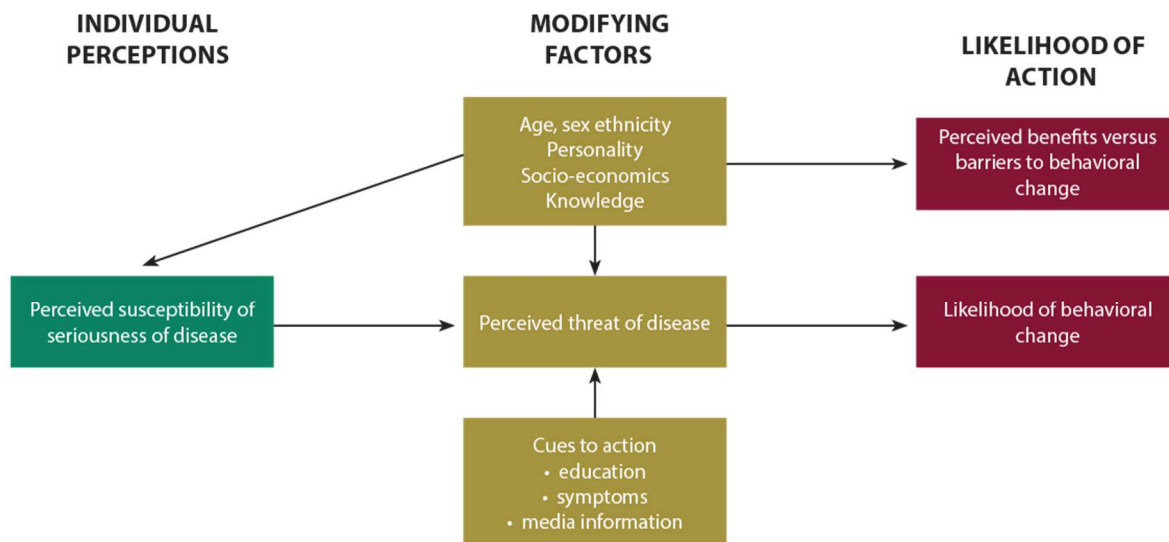 INDIVIDUAL
PERCEPTIONS
MODIFYING
FACTORS
LIKELIHOOD OF
ACTION
Age, sex ethnicity
Personality
Socio-economics
Knowledge
Perceived benefits versus
barriers to behavioral
change
Perceived susceptibility of
seriousness of disease
Perceived threat of disease
Likelihood of behavioral
change
Cues to action
• education
• symptoms
• media information